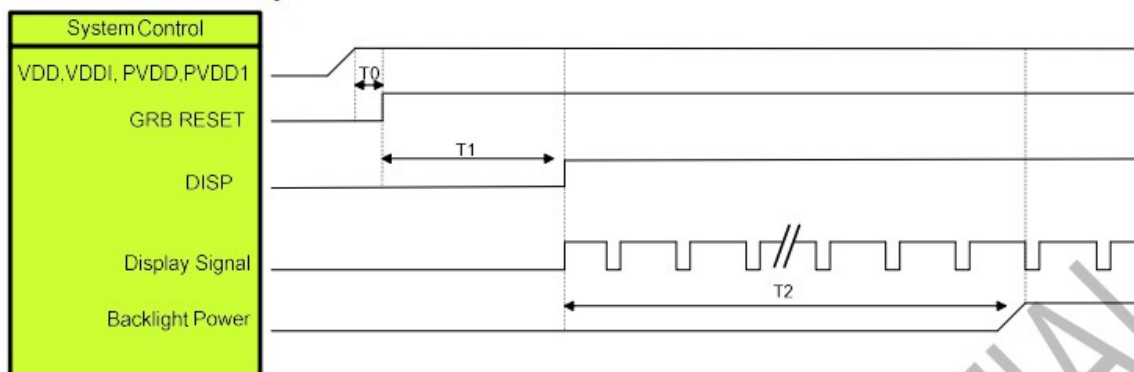 System Control
VDD,VDDI, PVDD,PVDD1
T0
GRB RESET
T1
DISP
Display Signal
T2
Backlight Power